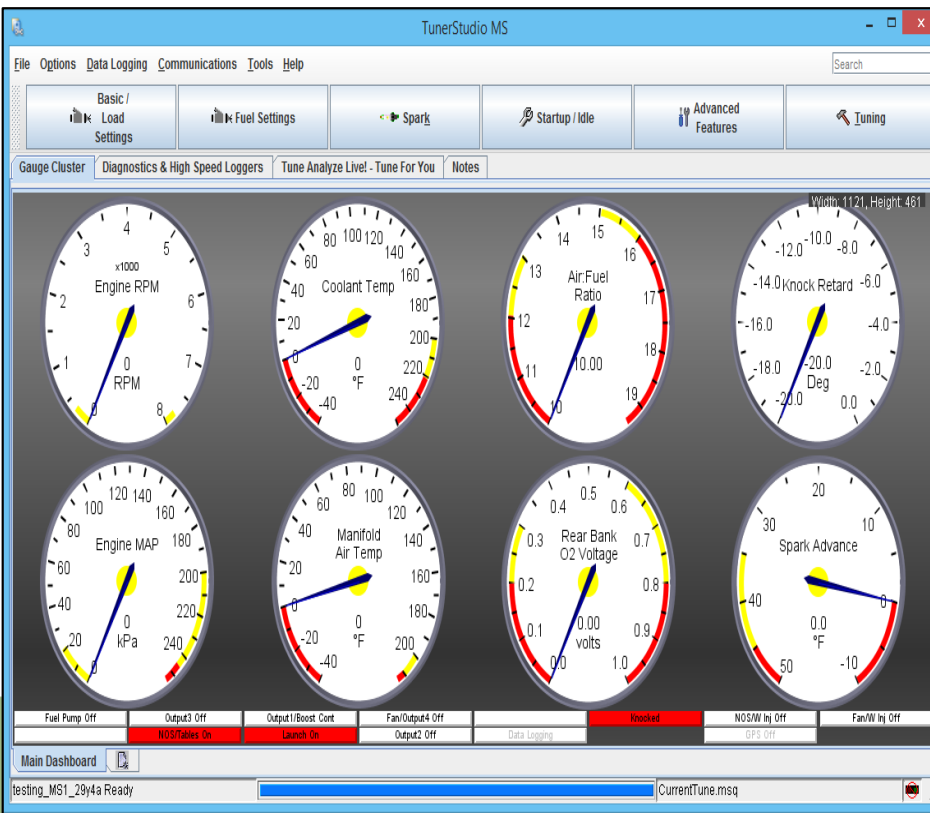 TunerStudio MS
File Options Data Logging Communications Tools Help
Search
Basic /
Load
Settings
Fuel Settings
Spark
Startup / Idle
Advanced
Features
Tuning
Gauge Cluster
Diagnostics & High Speed Loggers
Tune Analyze Live! - Tune For You
Notes
Width: 1121, Height: 461
0 1 2 3 4 5 6 7 8
x1000
Engine RPM
0
RPM
-40 -20 0 20 40 60 80 100 120 140 160 180 200 220 240
Coolant Temp
0
°F
10 11 12 13 14 15 16 17 18 19
Air:Fuel
Ratio
10.00
-20.0 -18.0 -16.0 -14.0 -12.0 -10.0 -8.0 -6.0 -4.0 -2.0 0.0
Knock Retard
-20.0
Deg
0 20 40 60 80 100 120 140 160 180 200 220 240
Engine MAP
0
kPa
-40 -20 0 20 40 60 80 100 120 140 160 180 200
Manifold
Air Temp
0
°F
0.0 0.1 0.2 0.3 0.4 0.5 0.6 0.7 0.8 0.9 1.0
Rear Bank
O2 Voltage
0.00
volts
50 40 30 20 10 0 -10
Spark Advance
0.0
°F
Fuel Pump Off
Output3 Off
Output1/Boost Cont
Fan/Output4 Off
Knocked
NOS/W Inj Off
Fan/W Inj Off
NOS/Tables On
Launch On
Output2 Off
Data Logging
GPS Off
Main Dashboard
testing_MS1_29y4a Ready
CurrentTune.msq